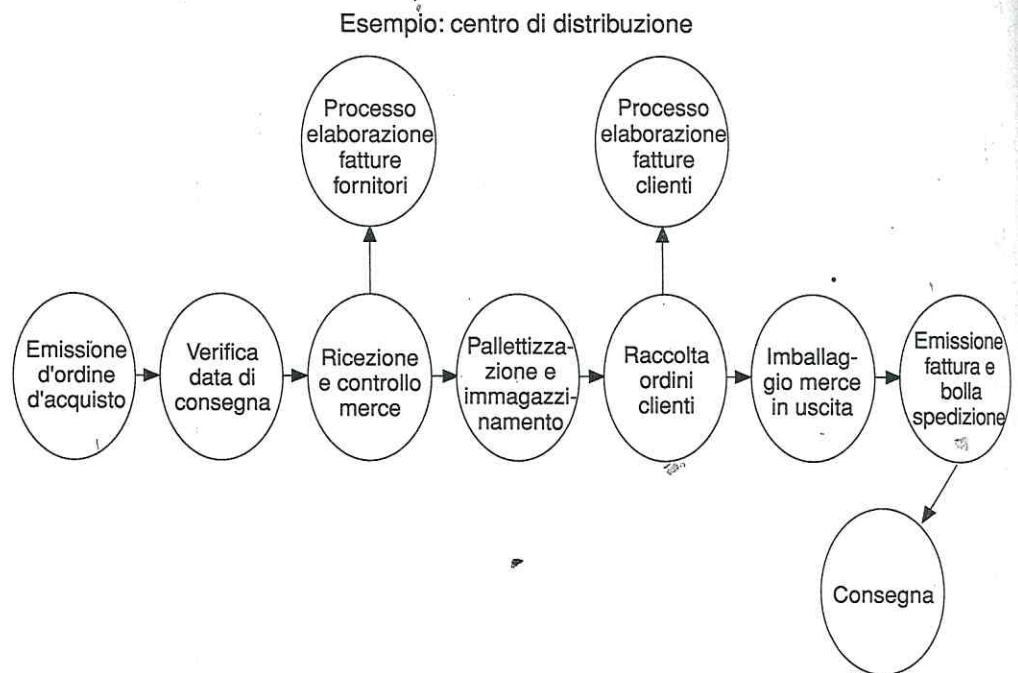 Esempio: centro di distribuzione
Processo
elaborazione
fatture
fornitori
Processo
elaborazione
fatture
clienti
Emissione
d'ordine
d'acquisto
Verifica
data di
consegna
Ricezione
e controllo
merce
Pallettizza-
azione e
immagazzi-
namento
Raccolta
ordini
clienti
Imballag-
gio merce
in uscita
Emissione
fattura e
bolla
spedizione
Consegna